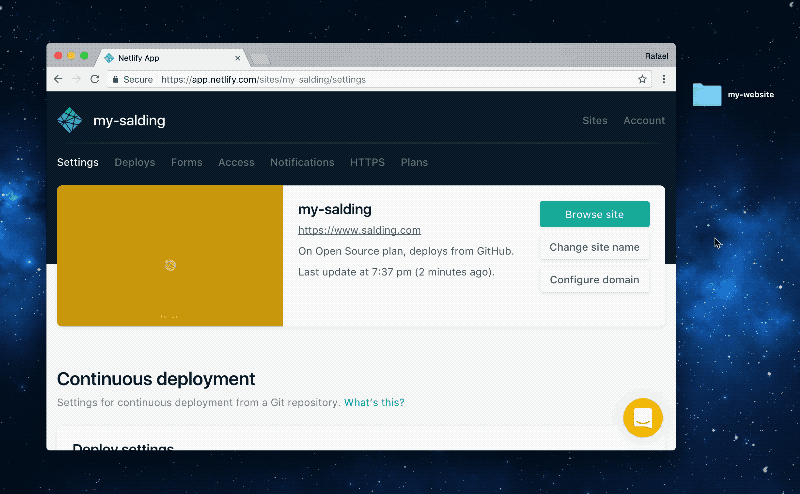 Netlify App
Rafael
Secure
https://app.netlify.com/sites/my-salding/settings
my-website
my-salding
Sites
Account
Settings
Deploys
Forms
Access
Notifications
HTTPS
Plans
my-salding
https://www.salding.com
On Open Source plan, deploys from GitHub.
Last update at 7:37 pm (2 minutes ago).
Browse site
Change site name
Configure domain
Continuous deployment
Settings for continuous deployment from a Git repository. What's this?
Deploy settings